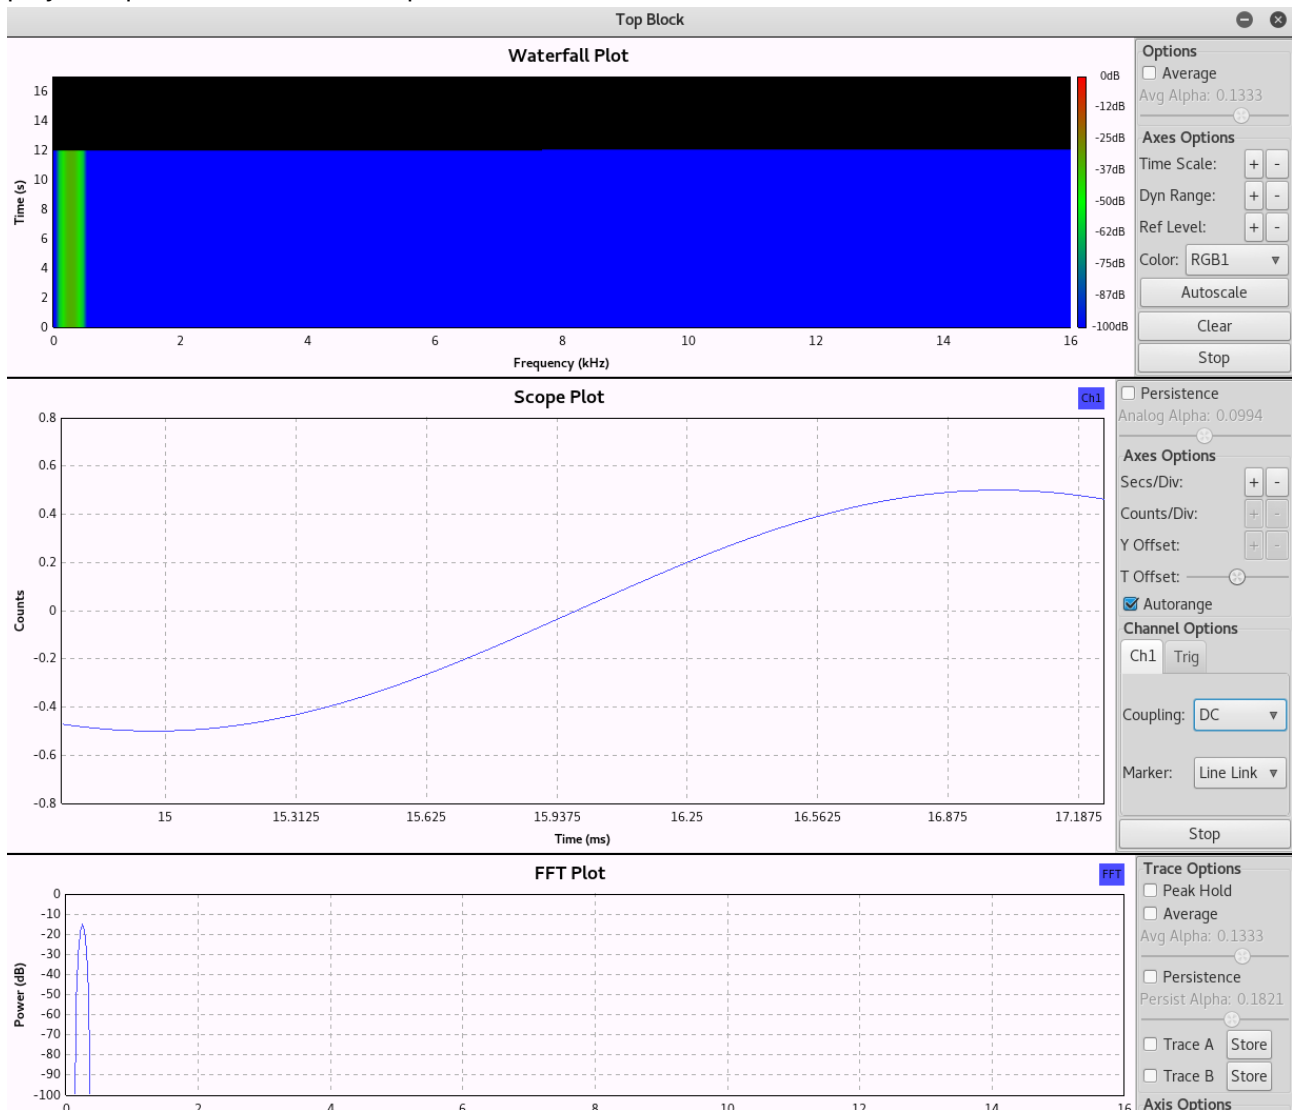 Top Block
Waterfall Plot
16
14
12
10
8
6
4
2
0
Time (s)
0 2 4 6 8 10 12 14 16
Frequency (kHz)
0dB
-12dB
-25dB
-37dB
-50dB
-62dB
-75dB
-87dB
-100dB
Options
Average
Avg Alpha: 0.1333
Axes Options
Time Scale: + -
Dyn Range: + -
Ref Level: + -
Color: RGB1
Autoscale
Clear
Stop
Scope Plot
Ch1
0.8
0.6
0.4
0.2
0
-0.2
-0.4
-0.6
-0.8
Counts
15 15.3125 15.625 15.9375 16.25 16.5625 16.875 17.1875
Time (ms)
Persistence
Analog Alpha: 0.0994
Axes Options
Secs/Div: + -
Counts/Div: + -
Y Offset: + -
T Offset:
Autorange
Channel Options
Ch1 Trig
Coupling: DC
Marker: Line Link
Stop
FFT Plot
FFT
0
-10
-20
-30
-40
-50
-60
-70
-80
-90
-100
Power (dB)
0 2 4 6 8 10 12 14 16
Trace Options
Peak Hold
Average
Avg Alpha: 0.1333
Persistence
Persist Alpha: 0.1821
Trace A Store
Trace B Store
Axis Options